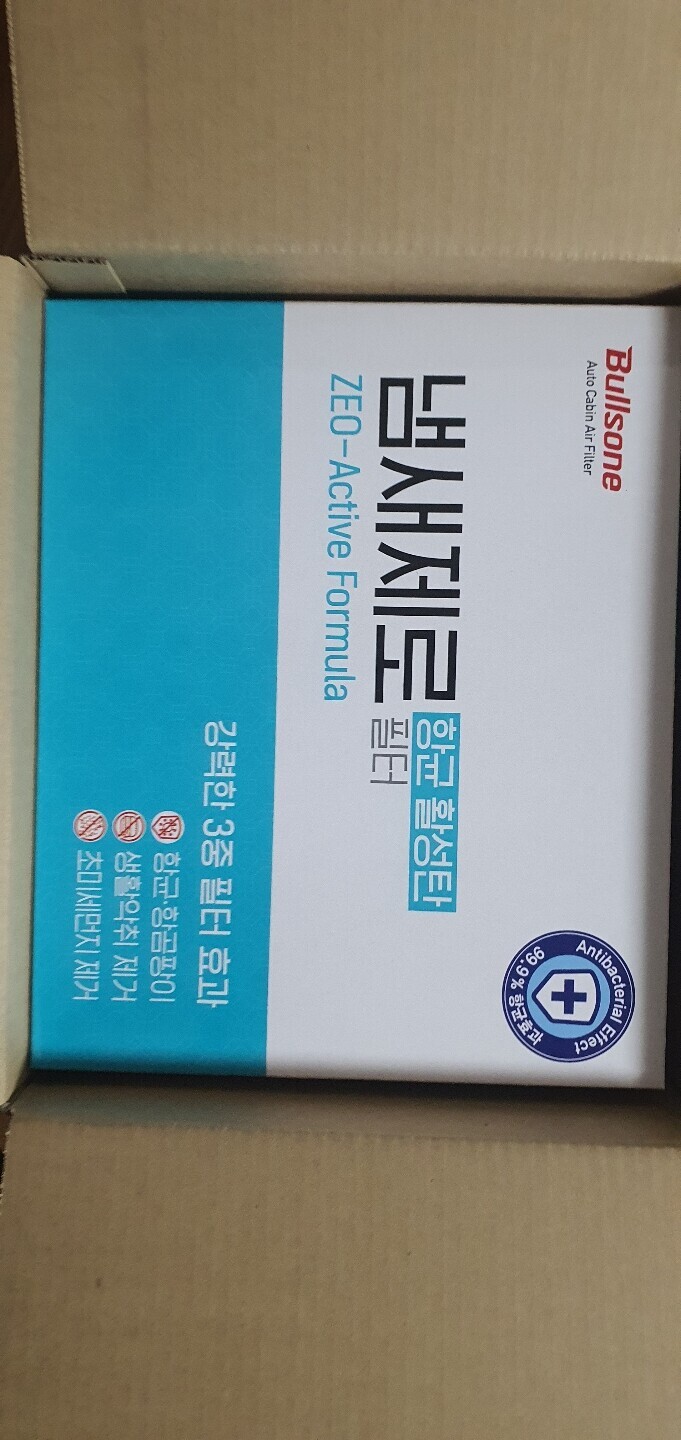 Bullsone
Auto Cabin Air Filter
냄사제로
항균 활성탄
필터
ZEO-Active Formula
Antibacterial Effect
99.9% 항균효과
강력한 3중 필터 효과
항균·항곰팡이
생활악취 제거
초미세먼지 제거